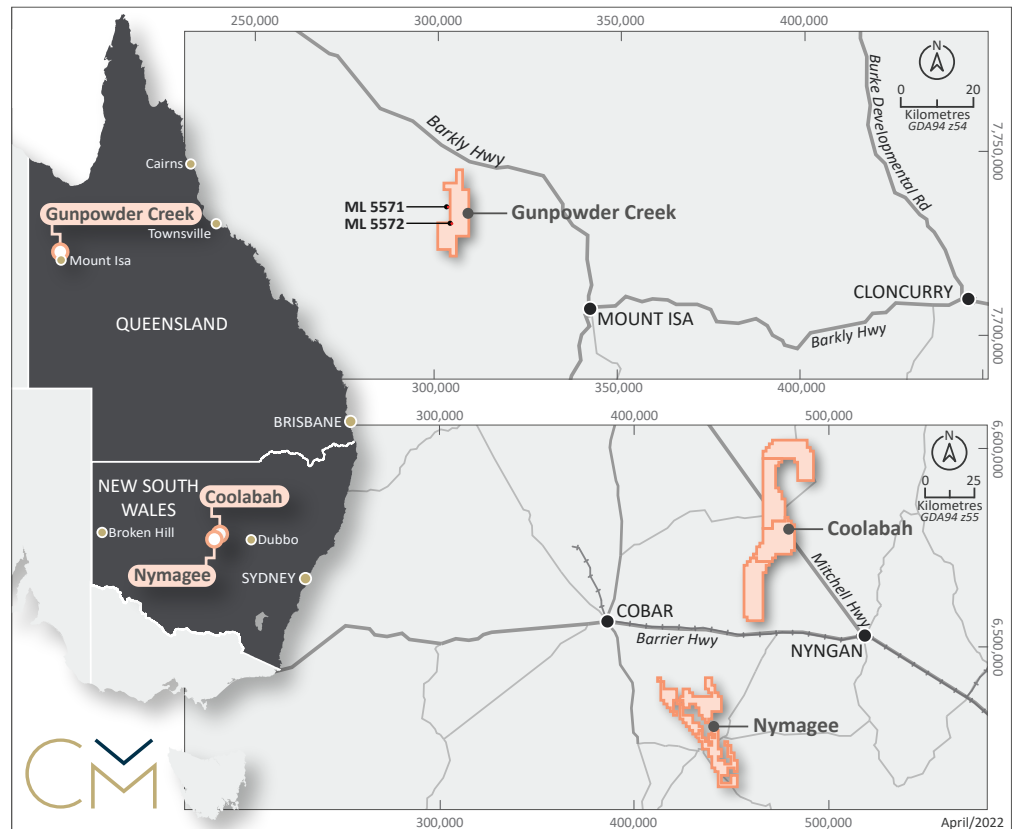 250,000
300,000
350,000
400,000
Barkly Hwy
Burke Developmental Rd
N
0
20
Kilometres
GDA94 z54
7,750,000
ML 5571
ML 5572
Gunpowder Creek
CLONCURRY
MOUNT ISA
Barkly Hwy
7,700,000
300,000
350,000
400,000
Cairns
Gunpowder Creek
Townsville
Mount Isa
QUEENSLAND
BRISBANE
NEW SOUTH
WALES
Coolabah
Broken Hill
Dubbo
Nymagee
SYDNEY
300,000
400,000
500,000
6,600,000
N
0
25
Kilometres
GDA94 z55
Coolabah
Mitchell Hwy
COBAR
Barrier Hwy
NYNGAN
6,500,000
Nymagee
CM
300,000
400,000
500,000
April/2022